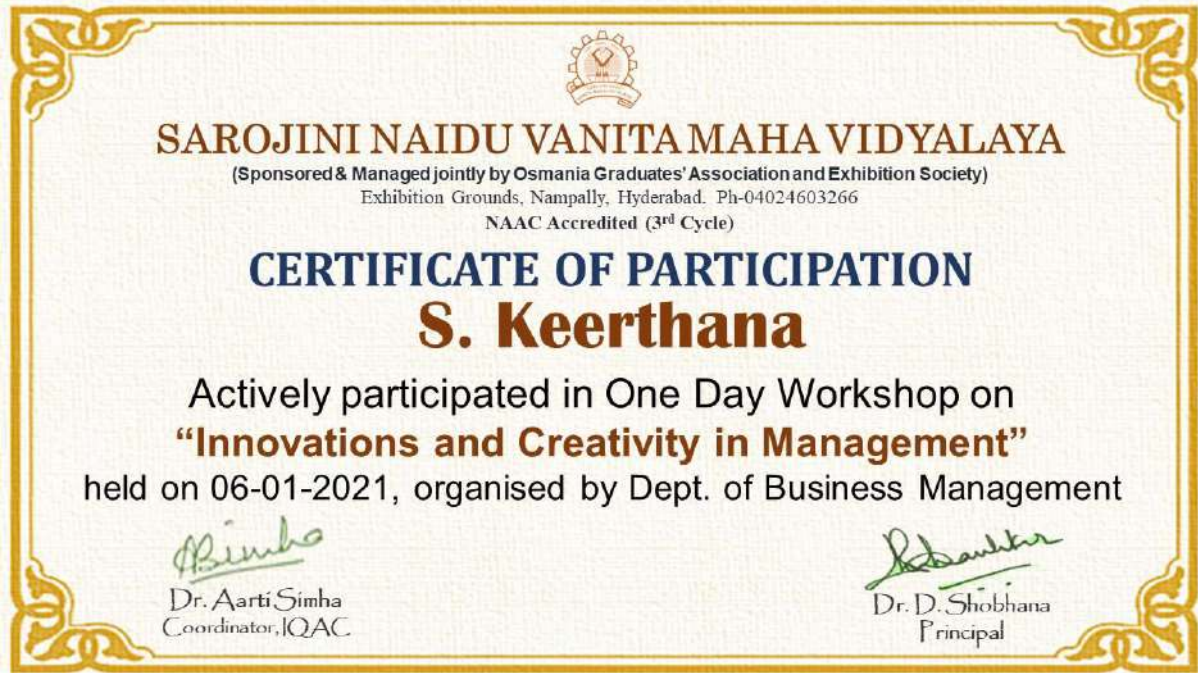 SAROJINI NAIDU VANITA MAHA VIDYALAYA
(Sponsored & Managed jointly by Osmania Graduates' Association and Exhibition Society)
Exhibition Grounds, Nampally, Hyderabad. Ph-04024603266
NAAC Accredited (3rd Cycle)
CERTIFICATE OF PARTICIPATION
S. Keerthana
Actively participated in One Day Workshop on
“Innovations and Creativity in Management”
held on 06-01-2021, organised by Dept. of Business Management
Dr. Aarti Simha
Coordinator, IQAC
Dr. D. Shobhana
Principal